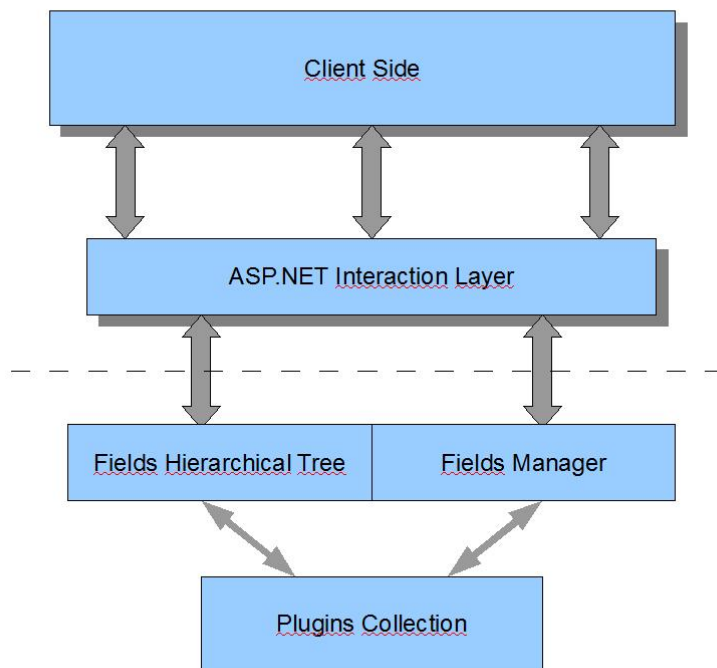 Client Side
ASP.NET Interaction Layer
Fields Hierarchical Tree
Fields Manager
Plugins Collection